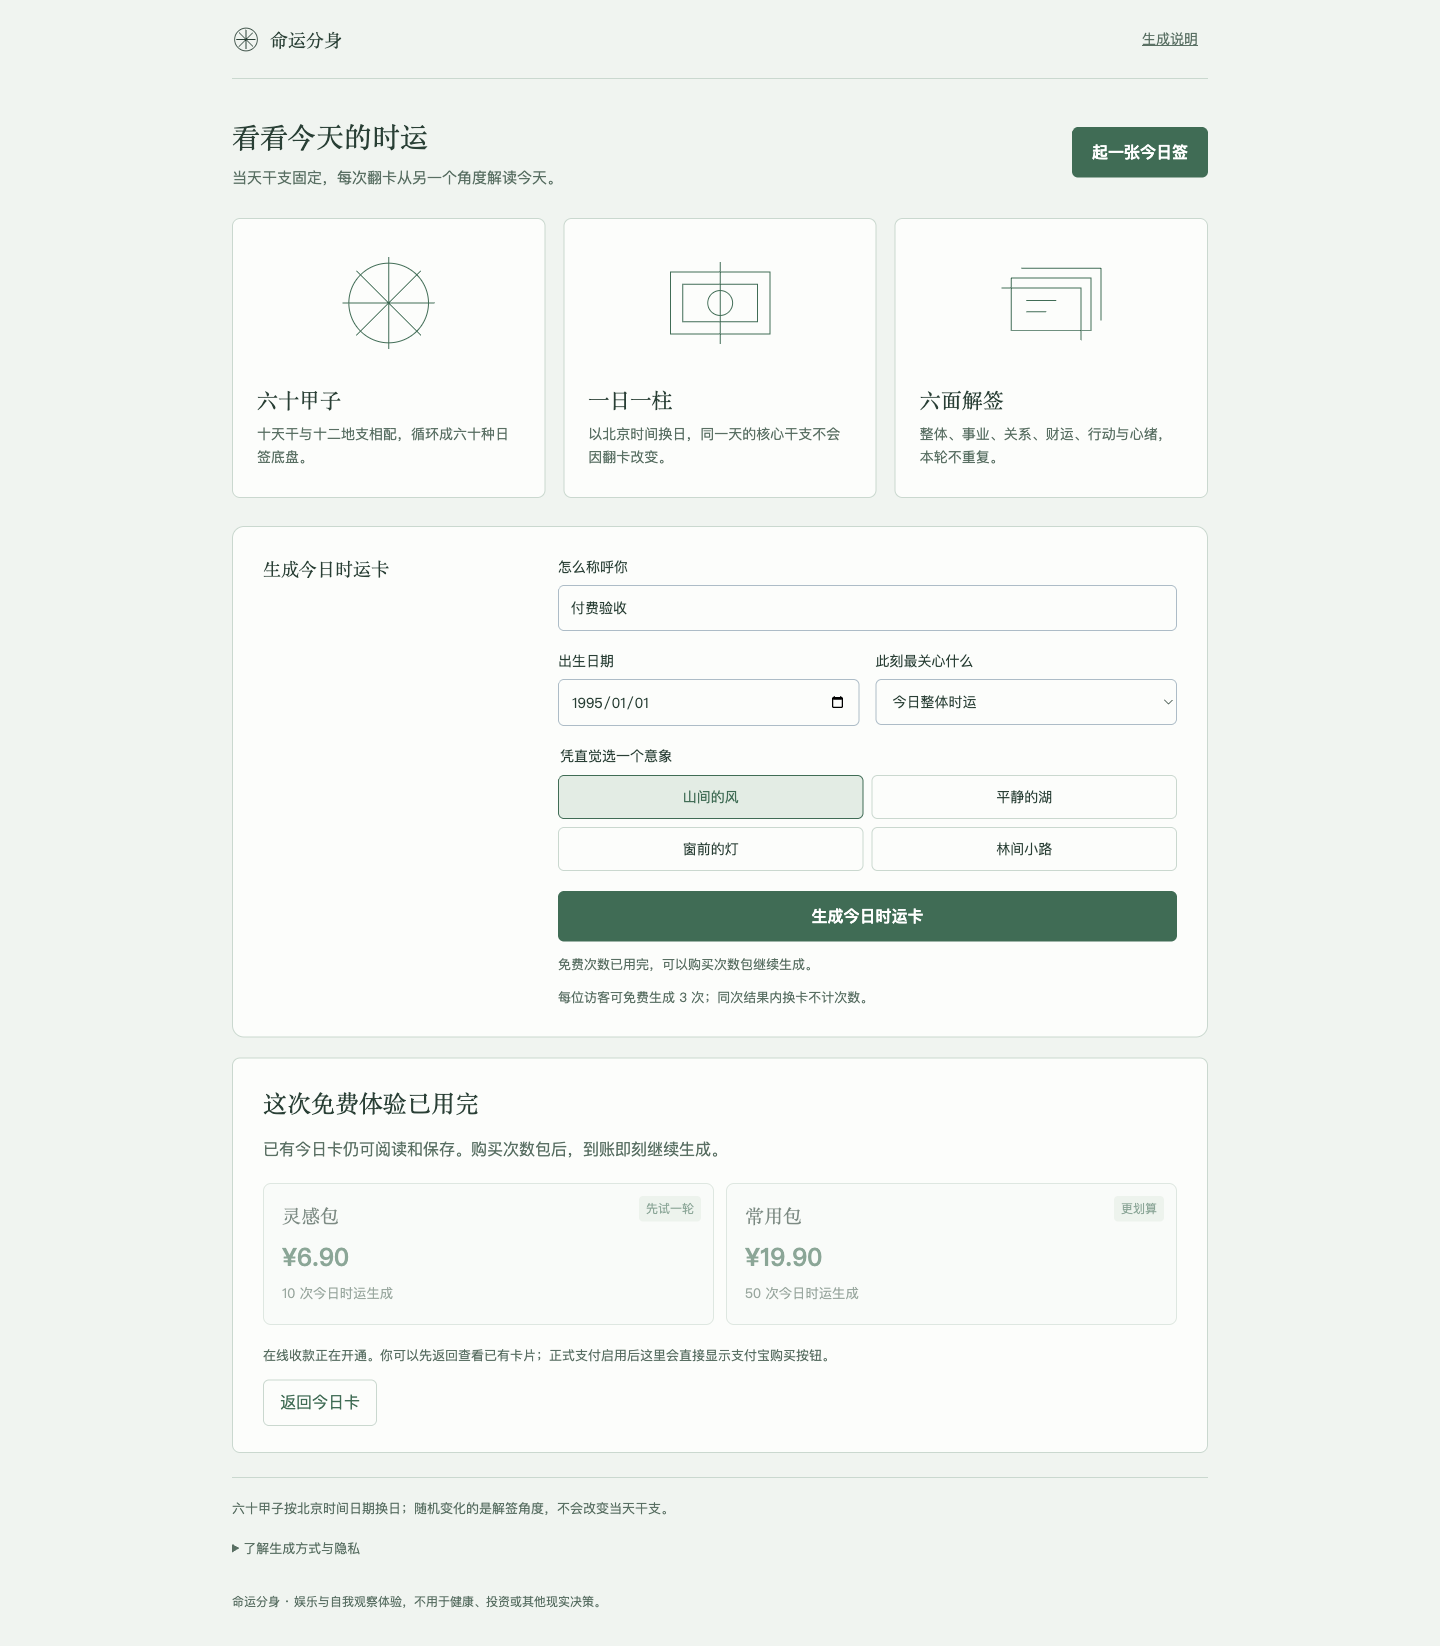 命运分身
生成说明
看看今天的时运
当天干支固定，每次翻卡从另一个角度解读今天。
起一张今日签
六十甲子
十天干与十二地支相配，循环成六十种日
签底盘。
一日一柱
以北京时间换日，同一天的核心干支不会
因翻卡改变。
六面解签
整体、事业、关系、财运、行动与心绪，
本轮不重复。
生成今日时运卡
怎么称呼你
付费验收
出生日期
此刻最关心什么
1995/01/01
今日整体时运
凭直觉选一个意象
山间的风
平静的湖
窗前的灯
林间小路
生成今日时运卡
免费次数已用完，可以购买次数包继续生成。
每位访客可免费生成 3 次；同次结果内换卡不计次数。
这次免费体验已用完
已有今日卡仍可阅读和保存。购买次数包后，到账即刻继续生成。
灵感包
先试一轮
¥6.90
10 次今日时运生成
常用包
更划算
¥19.90
50 次今日时运生成
在线收款正在开通。你可以先返回查看已有卡片；正式支付启用后这里会直接显示支付宝购买按钮。
返回今日卡
六十甲子按北京时间日期换日；随机变化的是解签角度，不会改变当天干支。
了解生成方式与隐私
命运分身 · 娱乐与自我观察体验，不用于健康、投资或其他现实决策。